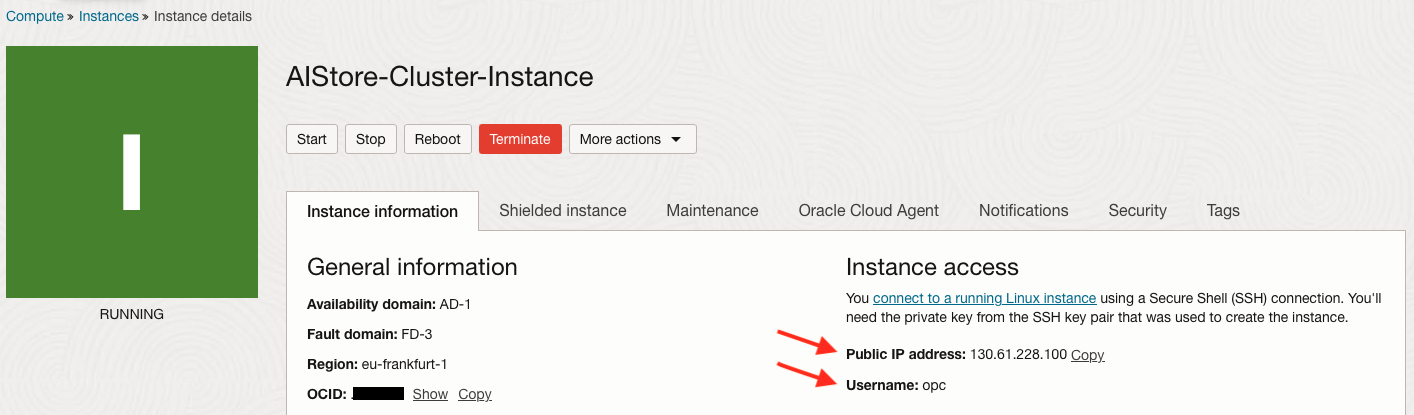 Compute » Instances » Instance details
I
RUNNING
AIStore-Cluster-Instance
Start Stop Reboot Terminate More actions
Instance information Shielded instance Maintenance Oracle Cloud Agent Notifications Security Tags
General information
Availability domain: AD-1
Fault domain: FD-3
Region: eu-frankfurt-1
OCID: Show Copy
Instance access
You connect to a running Linux instance using a Secure Shell (SSH) connection. You'll
need the private key from the SSH key pair that was used to create the instance.
Public IP address: 130.61.228.100 Copy
Username: opc